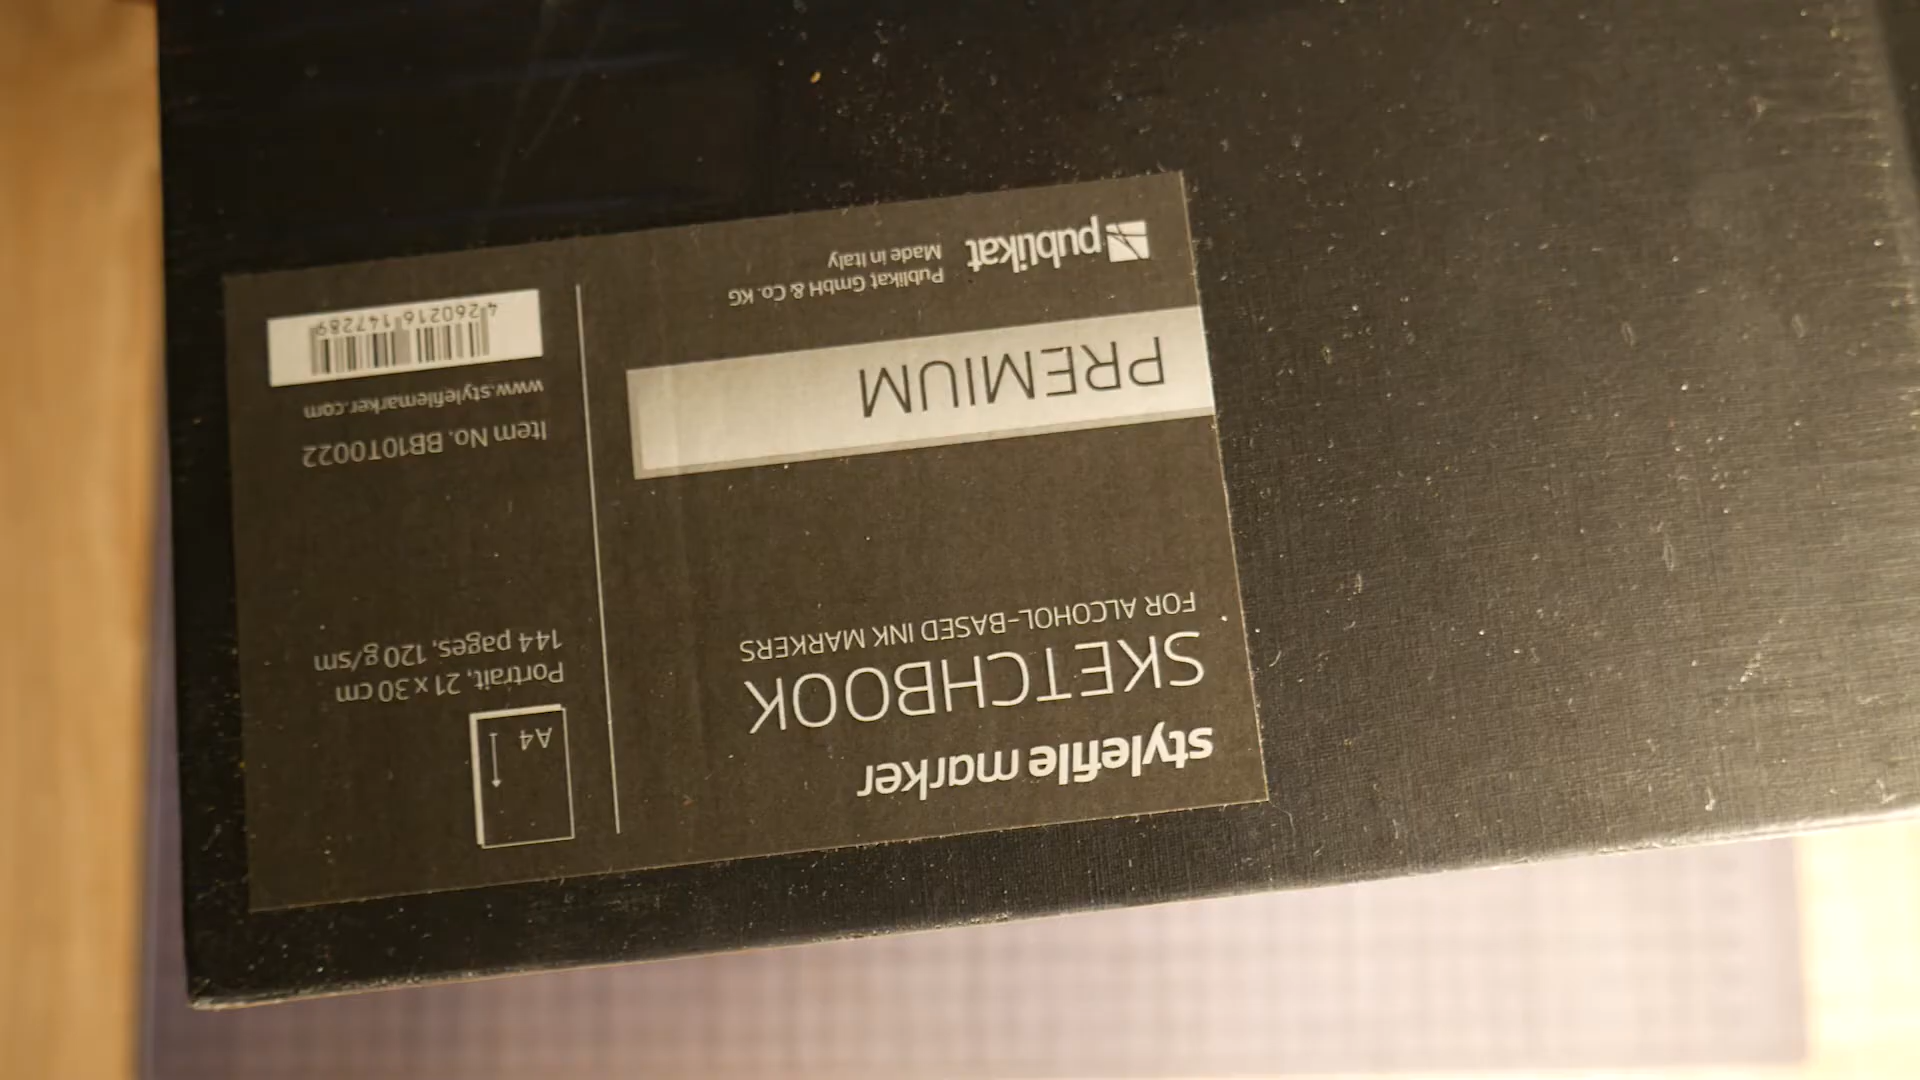 stylefile marker
SKETCHBOOK
FOR ALCOHOL-BASED INK MARKERS
PREMIUM
publikat
Publikat GmbH & Co. KG
Made in Italy
A4
Portrait, 21 x 30 cm
144 pages, 120 g/sm
Item No. BB10T0022
www.stylefilemarker.com
4 260216 147289